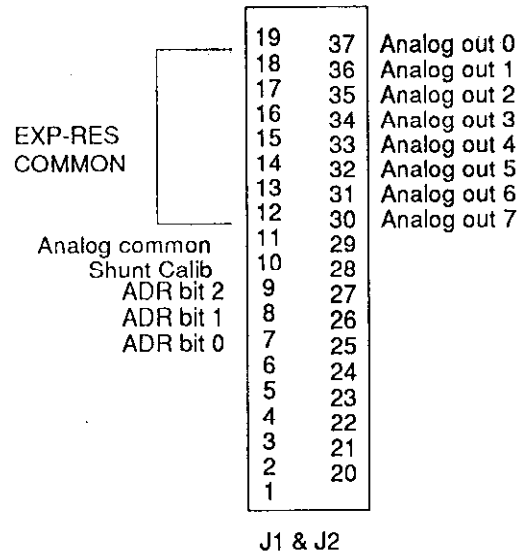 19 37 Analog out 0
18 36 Analog out 1
17 35 Analog out 2
16 34 Analog out 3
EXP-RES 15 33 Analog out 4
COMMON 14 32 Analog out 5
13 31 Analog out 6
12 30 Analog out 7
Analog common 11 29
Shunt Calib 10 28
ADR bit 2 9 27
ADR bit 1 8 26
ADR bit 0 7 25
6 24
5 23
4 22
3 21
2 20
1
J1 & J2